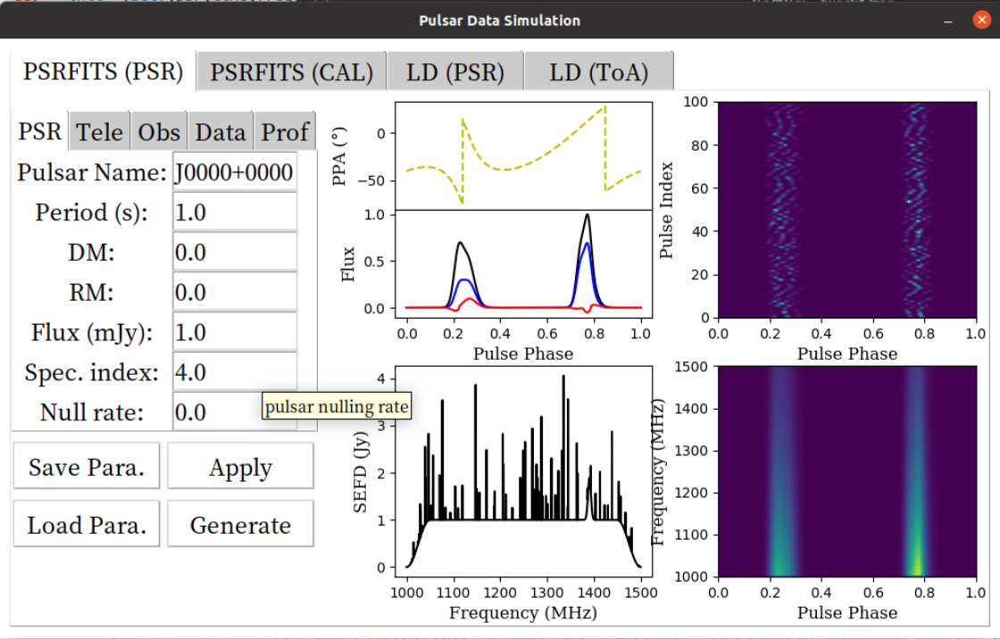 Pulsar Data Simulation
PSRFITS (PSR) PSRFITS (CAL) LD (PSR) LD (ToA)
PSR Tele Obs Data Prof
Pulsar Name: J0000+0000
Period (s): 1.0
DM: 0.0
RM: 0.0
Flux (mJy): 1.0
Spec. index: 4.0
Null rate: 0.0
pulsar nulling rate
Save Para. Apply
Load Para. Generate
PPA (°)
0
−50
Flux
1.0
0.5
0.0
0.0 0.2 0.4 0.6 0.8 1.0
Pulse Phase
Pulse Index
100
80
60
40
20
0
0.0 0.2 0.4 0.6 0.8 1.0
Pulse Phase
SEFD (Jy)
4
3
2
1
0
1000 1100 1200 1300 1400 1500
Frequency (MHz)
Frequency (MHz)
1500
1400
1300
1200
1100
1000
0.0 0.2 0.4 0.6 0.8 1.0
Pulse Phase